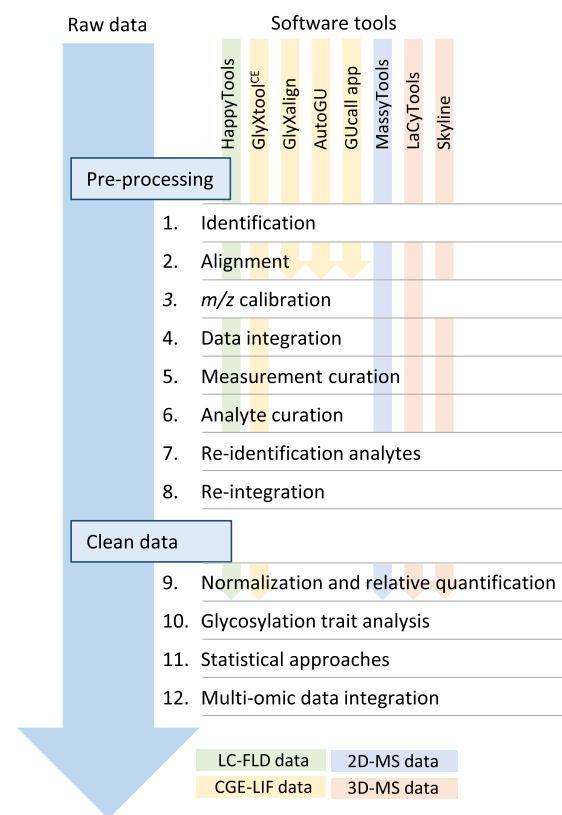 Raw data
Software tools
HappyTools
GlyXtoolCE
GlyXalign
AutoGU
GUcall app
MassyTools
LaCyTools
Skyline
Pre-processing
1. Identification
2. Alignment
3. m/z calibration
4. Data integration
5. Measurement curation
6. Analyte curation
7. Re-identification analytes
8. Re-integration
Clean data
9. Normalization and relative quantification
10. Glycosylation trait analysis
11. Statistical approaches
12. Multi-omic data integration
LC-FLD data
2D-MS data
CGE-LIF data
3D-MS data